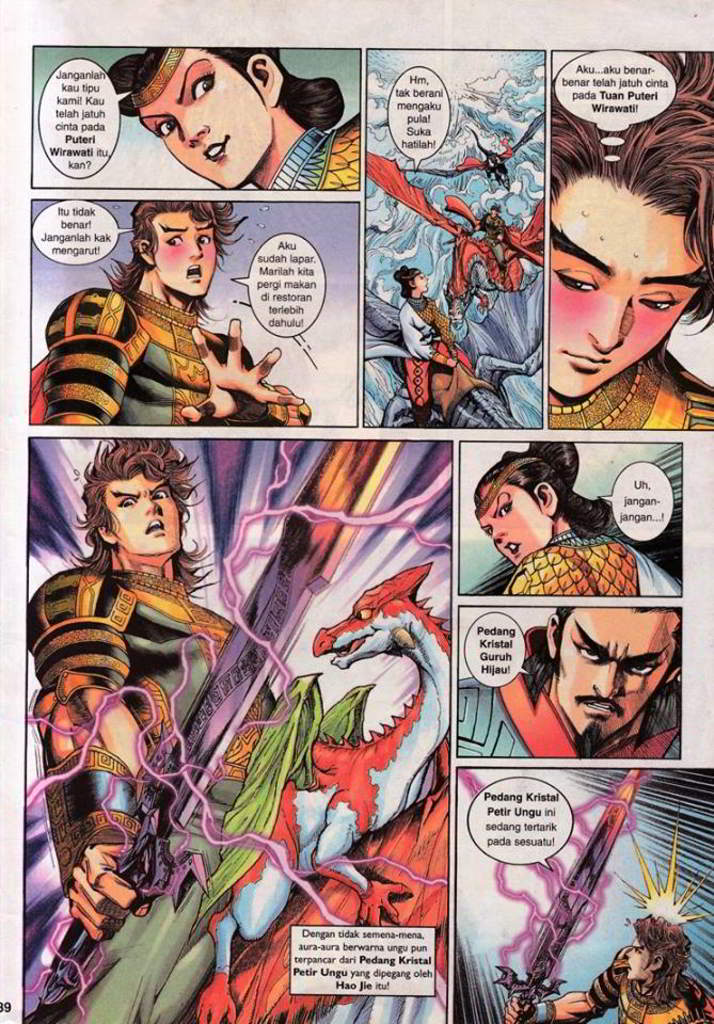 Janganlah
kau tipu
kami! Kau
telah jatuh
cinta pada
Puteri
Wirawati itu,
kan?
Hm,
tak berani
mengaku
pula!
Suka
hatilah!
Aku...aku benar-
benar telah jatuh cinta
pada Tuan Puteri
Wirawati!
Itu tidak
benar!
Janganlah kak
mengarut!
Aku
sudah lapar.
Marilah kita
pergi makan
di restoran
terlebih
dahulu!
Uh,
jangan-
jangan...!
Pedang
Kristal
Guruh
Hijau!
Pedang Kristal
Petir Ungu ini
sedang tertarik
pada sesuatu!
Dengan tidak semena-mena,
aura-aura berwarna ungu pun
terpancar dari Pedang Kristal
Petir Ungu yang dipegang oleh
Hao Jie itu!
39